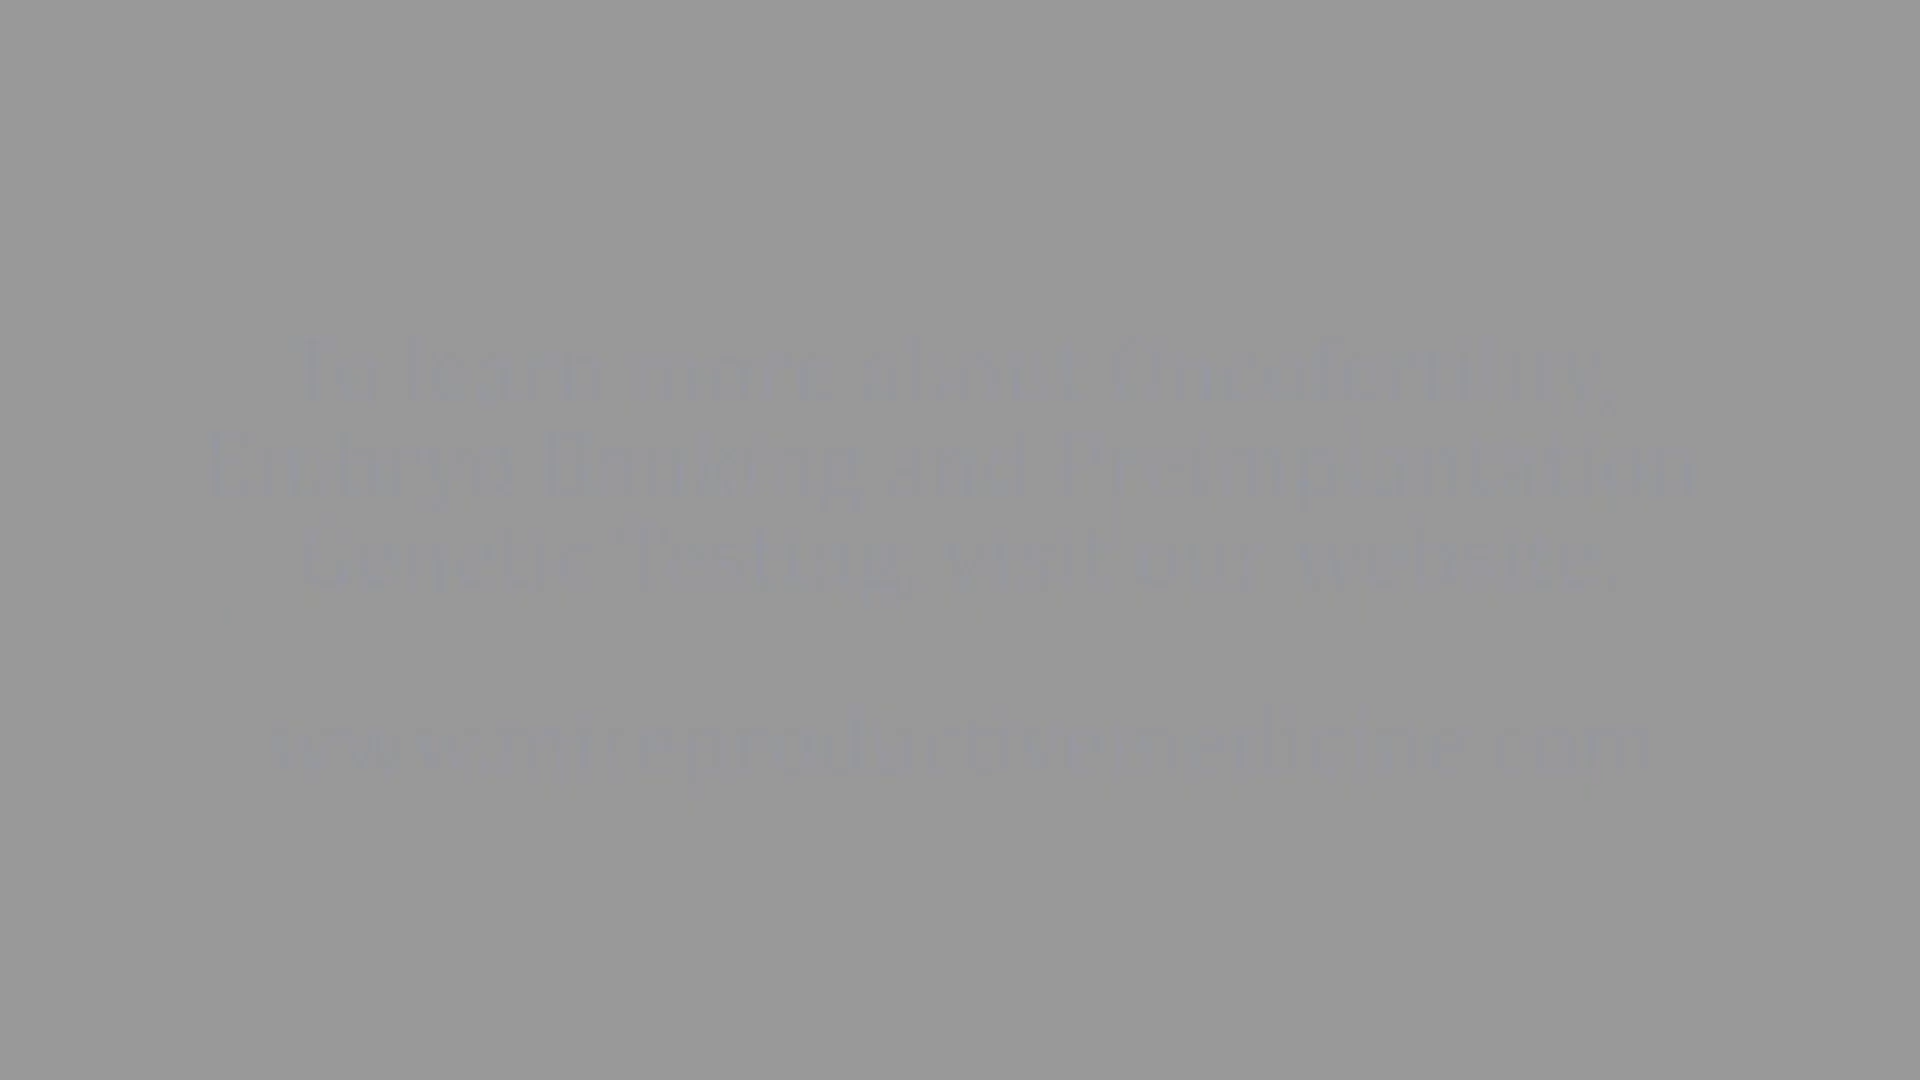 To learn more about Oncofertility,
Embryo Banking and Preimplantation
Genetic Testing, visit our website.